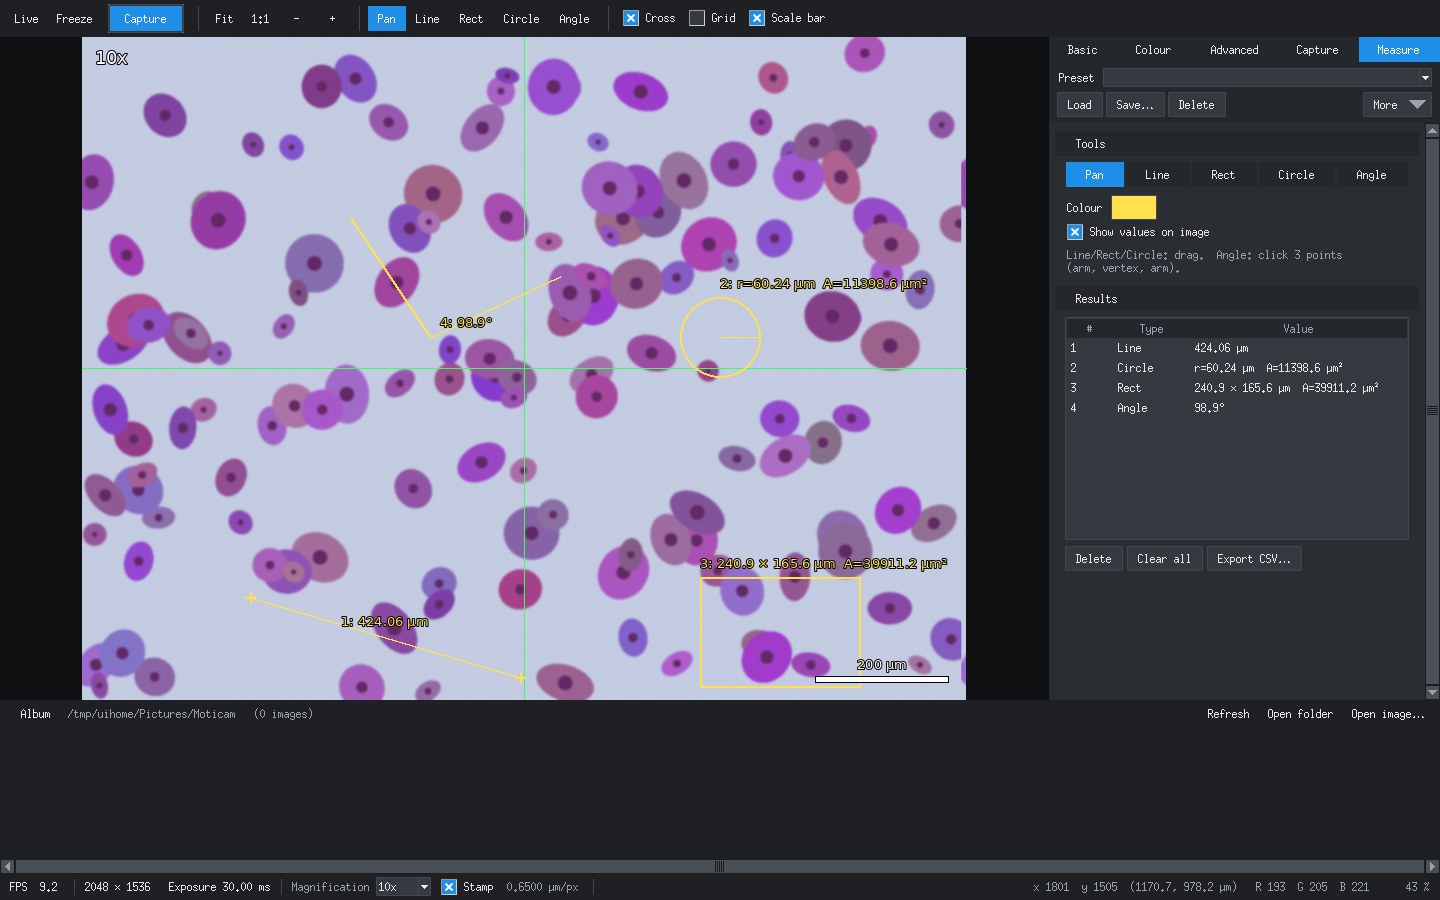 Live Freeze Capture Fit 1:1 - + Pan Line Rect Circle Angle Cross Grid Scale bar
10x
Basic Colour Advanced Capture Measure
Preset
Load Save... Delete More
Tools
Pan Line Rect Circle Angle
Colour
Show values on image
Line/Rect/Circle: drag. Angle: click 3 points
(arm, vertex, arm).
Results
# Type Value
1 Line 424.06 µm
2 Circle r=60.24 µm A=11398.6 µm²
3 Rect 240.9 × 165.6 µm A=39911.2 µm²
4 Angle 98.9°
Delete Clear all Export CSV...
2: r=60.24 µm A=11398.6 µm²
4: 98.9°
3: 240.9 × 165.6 µm A=39911.2 µm²
1: 424.06 µm
200 µm
Album /tmp/uihome/Pictures/Moticam (0 images) Refresh Open folder Open image...
FPS 9.2 2048 × 1536 Exposure 30.00 ms Magnification 10x Stamp 0.6500 µm/px x 1801 y 1505 (1170.7, 978.2 µm) R 193 G 205 B 221 43 %